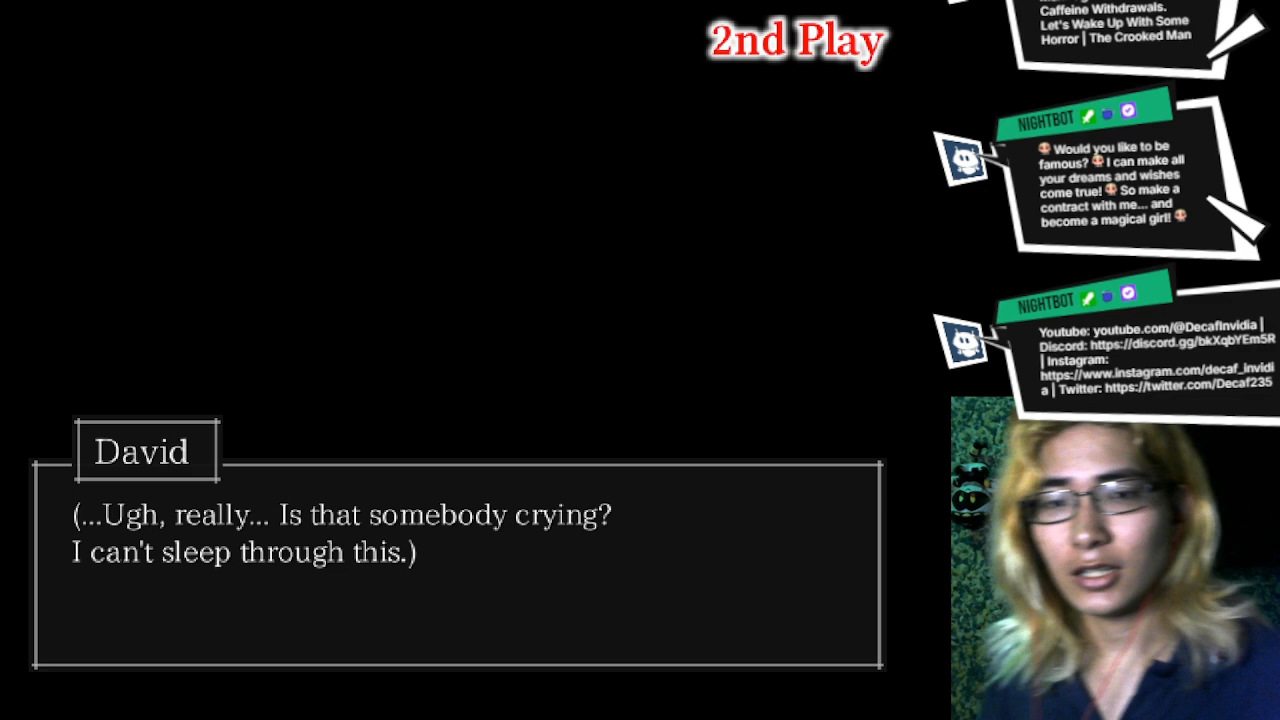 2nd Play
Caffeine Withdrawals.
Let's Wake Up With Some
Horror | The Crooked Man
NIGHTBOT
Would you like to be
famous? I can make all
your dreams and wishes
come true! So make a
contract with me... and
become a magical girl!
NIGHTBOT
Youtube: youtube.com/@DecafInvidia |
Discord: https://discord.gg/bkXqbYEm5R
| Instagram:
https://www.instagram.com/decaf_invidi
a | Twitter: https://twitter.com/Decaf235
David
(...Ugh, really... Is that somebody crying?
I can't sleep through this.)